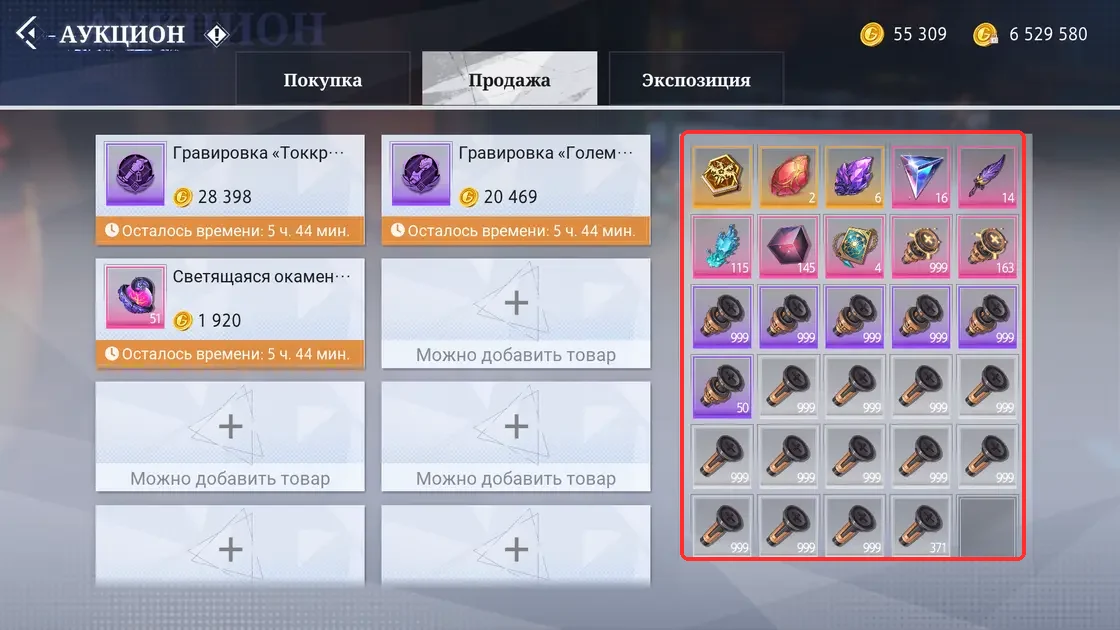 АУКЦИОН
55 309
6 529 580
Покупка
Продажа
Экспозиция
Гравировка «Токкр···
28 398
Осталось времени: 5 ч. 44 мин.
Гравировка «Голем···
20 469
Осталось времени: 5 ч. 44 мин.
Светящаяся окамен···
51
1 920
Осталось времени: 5 ч. 44 мин.
Можно добавить товар
Можно добавить товар
Можно добавить товар
2 6 16 14
115 145 4 999 163
999 999 999 999 999
50 999 999 999 999
999 999 999 999 999
999 999 999 371